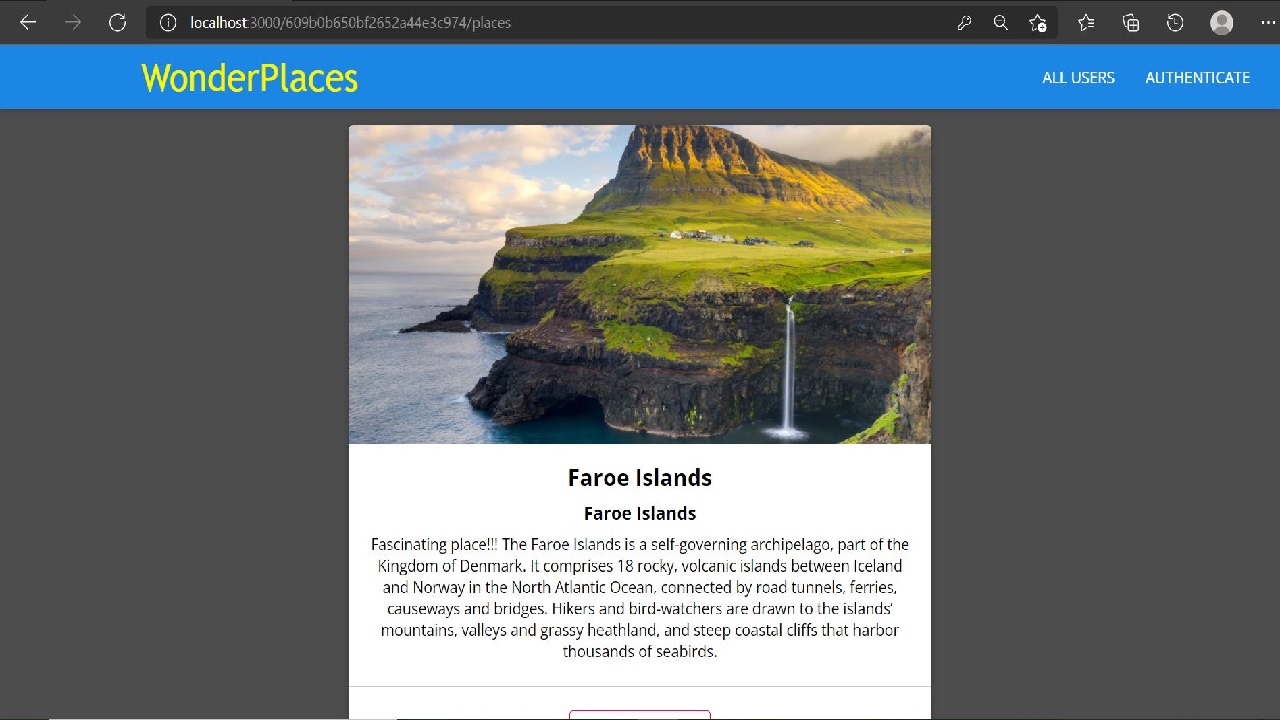 localhost:3000/609b0b650bf2652a44e3c974/places
WonderPlaces
ALL USERS
AUTHENTICATE
Faroe Islands
Faroe Islands
Fascinating place!!! The Faroe Islands is a self-governing archipelago, part of the
Kingdom of Denmark. It comprises 18 rocky, volcanic islands between Iceland
and Norway in the North Atlantic Ocean, connected by road tunnels, ferries,
causeways and bridges. Hikers and bird-watchers are drawn to the islands’
mountains, valleys and grassy heathland, and steep coastal cliffs that harbor
thousands of seabirds.